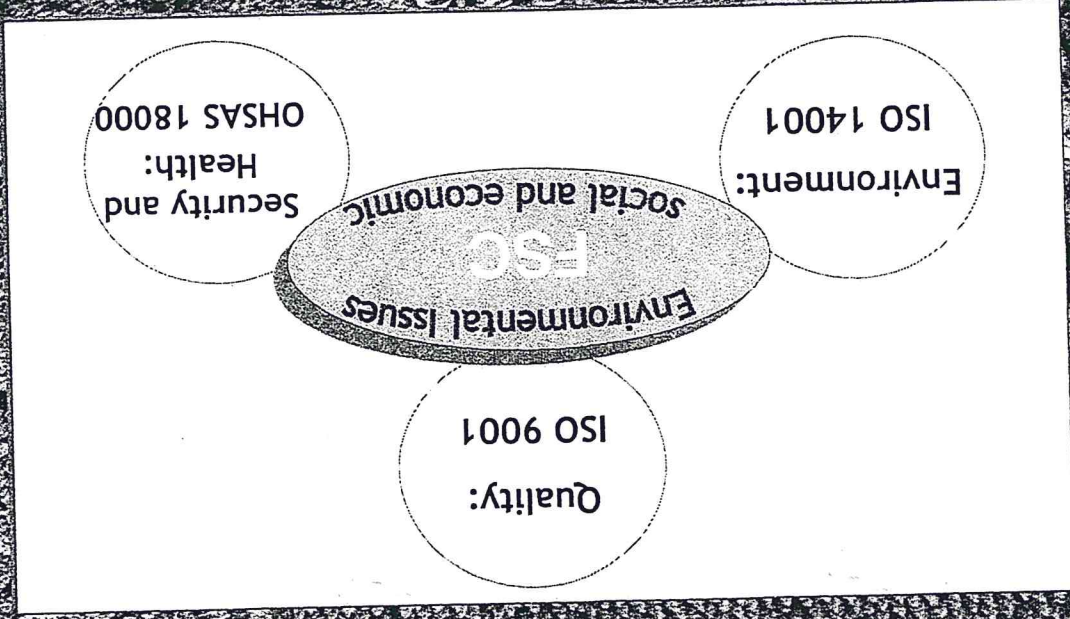 Quality:
ISO 9001
Environmental Issues
FSC
social and economic
Environment:
ISO 14001
Security and
Health:
OHSAS 18000